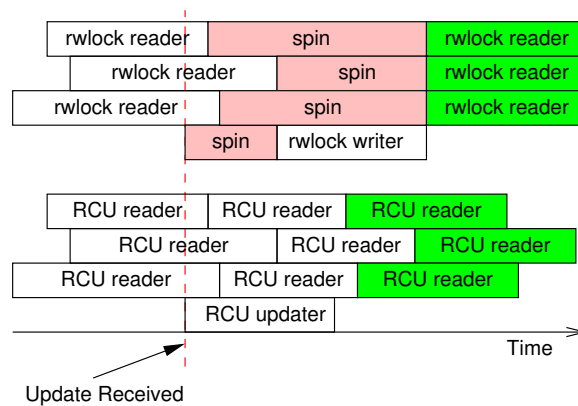 rwlock reader spin rwlock reader
rwlock reader spin rwlock reader
rwlock reader spin rwlock reader
spin rwlock writer
RCU reader RCU reader RCU reader
RCU reader RCU reader RCU reader
RCU reader RCU reader RCU reader
RCU updater
Time
Update Received